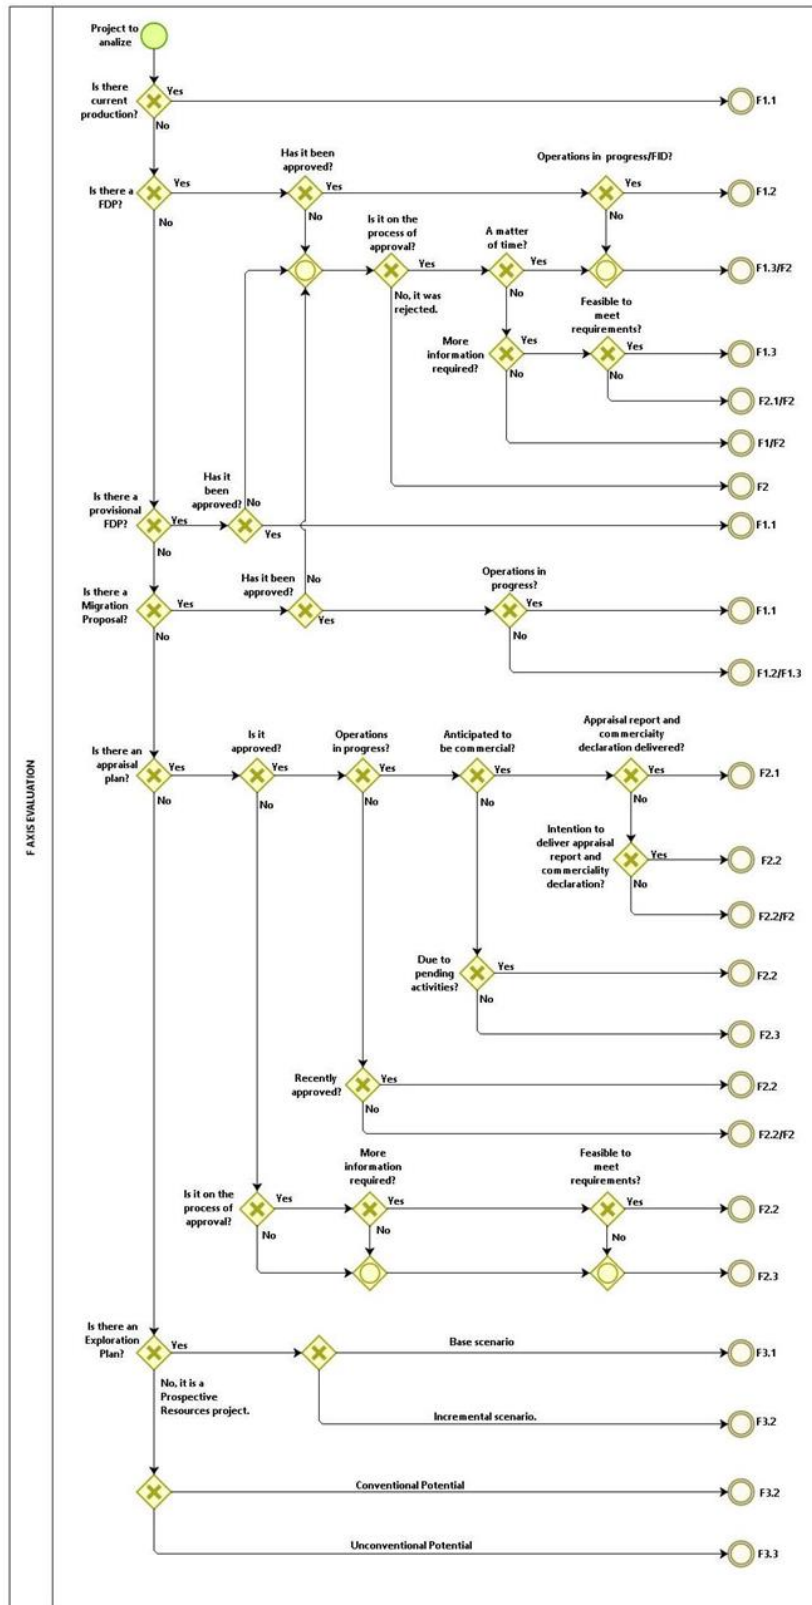 Project to
analize
Is there
current
production?
Yes
F1.1
No
Has it been
approved?
Operations in progress/FID?
Is there a
FDP?
Yes
Yes
Yes
F1.2
No
No
No
Is it on the
process of
approval?
A matter
of time?
Yes
Yes
F1.3/F2
No, it was
rejected.
No
Feasible to
meet
requirements?
More
information
required?
Yes
Yes
F1.3
No
No
F2.1/F2
F1/F2
F2
Is there a
provisional
FDP?
Has it
been
approved?
No
Yes
Yes
F1.1
No
Is there a
Migration
Proposal?
Has it been
approved?
No
Operations in
progress?
Yes
Yes
Yes
F1.1
No
No
F1.2/F1.3
Is there an
appraisal
plan?
Is it
approved?
Operations
in progress?
Anticipated to
be commercial?
Appraisal report and
commerciaity
declaration delivered?
Yes
Yes
Yes
Yes
Yes
F2.1
No
No
No
No
No
Intention to
deliver appraisal
report and
commerciality
declaration?
Yes
F2.2
No
F2.2/F2
Due to
pending
activities?
Yes
F2.2
No
F2.3
Recently
approved?
Yes
F2.2
No
F2.2/F2
More
information
required?
Feasible to
meet
requirements?
Is it on the
process of
approval?
Yes
Yes
Yes
F2.2
No
No
No
F2.3
Is there an
Exploration
Plan?
Yes
Base scenario
F3.1
No, it is a
Prospective
Resources project.
Incremental scenario.
F3.2
Conventional Potential
F3.2
Unconventional Potential
F3.3
F AXIS EVALUATION